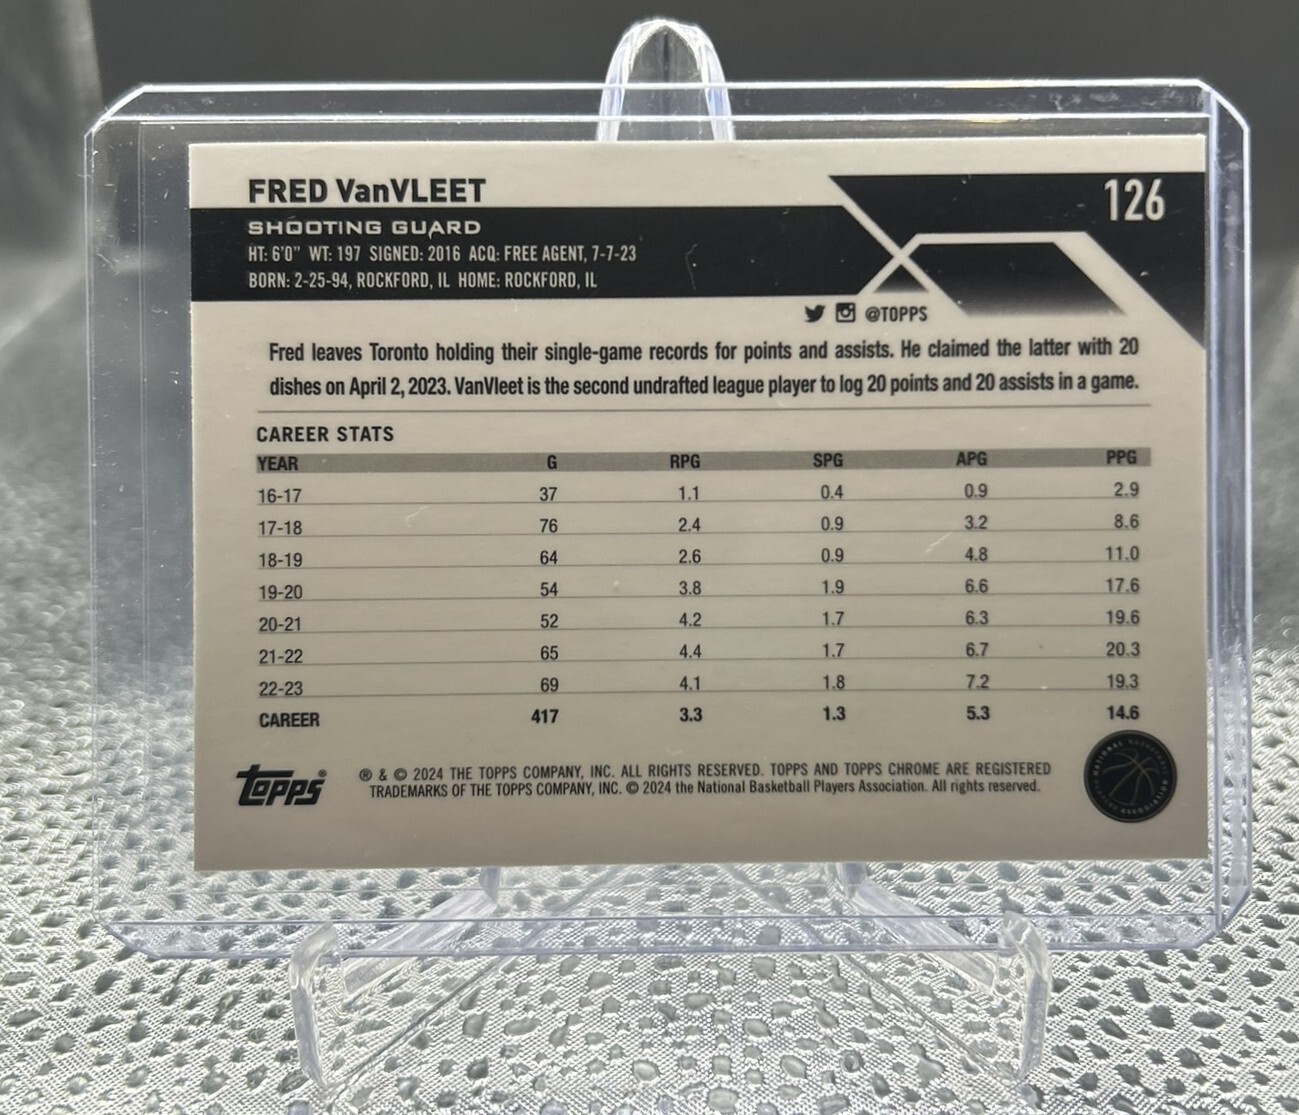 FRED VanVLEET
126
SHOOTING GUARD
HT: 6'0" WT: 197 SIGNED: 2016 ACQ: FREE AGENT, 7-7-23
BORN: 2-25-94, ROCKFORD, IL HOME: ROCKFORD, IL
@TOPPS
Fred leaves Toronto holding their single-game records for points and assists. He claimed the latter with 20
dishes on April 2, 2023. VanVleet is the second undrafted league player to log 20 points and 20 assists in a game.
CAREER STATS
YEAR G RPG SPG APG PPG
16-17 37 1.1 0.4 0.9 2.9
17-18 76 2.4 0.9 3.2 8.6
18-19 64 2.6 0.9 4.8 11.0
19-20 54 3.8 1.9 6.6 17.6
20-21 52 4.2 1.7 6.3 19.6
21-22 65 4.4 1.7 6.7 20.3
22-23 69 4.1 1.8 7.2 19.3
CAREER 417 3.3 1.3 5.3 14.6
topps®
® & © 2024 THE TOPPS COMPANY, INC. ALL RIGHTS RESERVED. TOPPS AND TOPPS CHROME ARE REGISTERED
TRADEMARKS OF THE TOPPS COMPANY, INC. © 2024 the National Basketball Players Association. All rights reserved.
NATIONAL BASKETBALL
PLAYERS ASSOCIATION